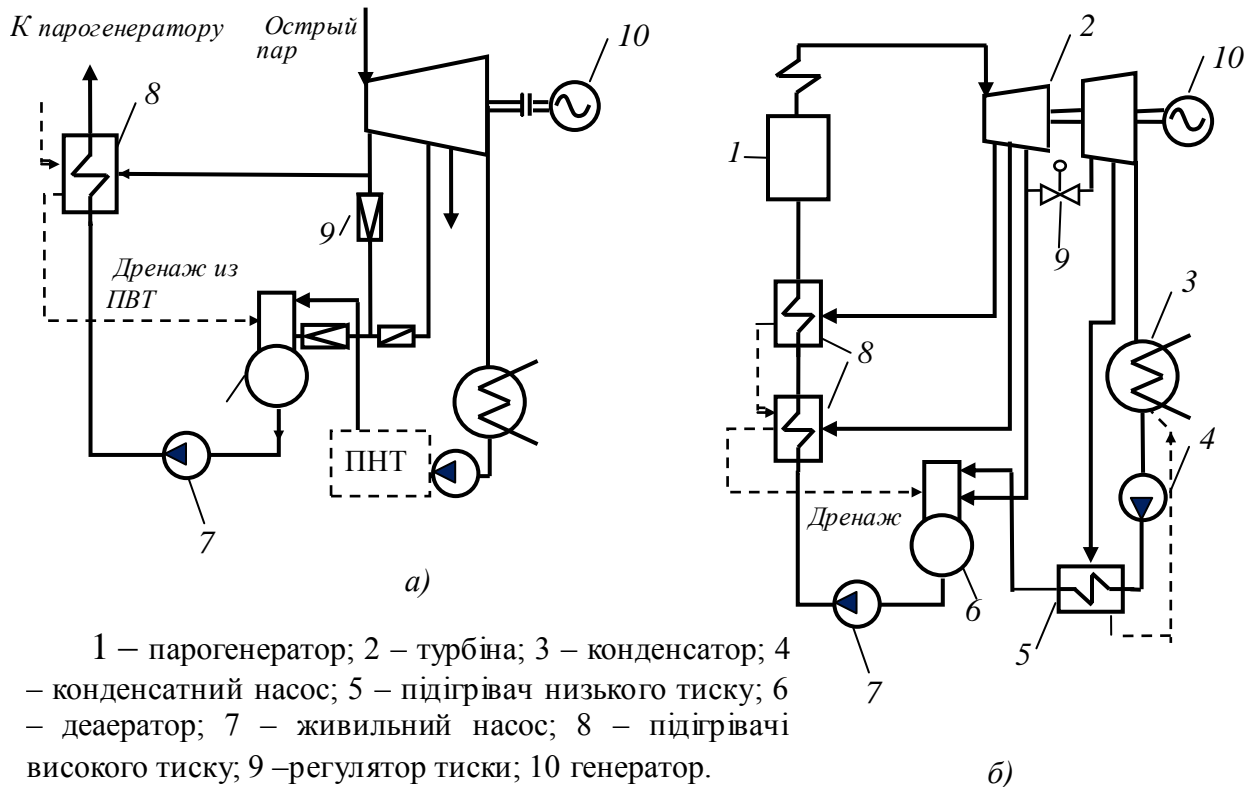 К парогенератору
Острый
пар
10
2
10
8
1
9
9
3
Дренаж из
ПВТ
8
4
ПНТ
Дренаж
7
а)
6
5
7
1 – парогенератор; 2 – турбіна; 3 – конденсатор; 4
– конденсатний насос; 5 – підігрівач низького тиску; 6
– деаератор; 7 – живильний насос; 8 – підігрівачі
високого тиску; 9 –регулятор тиски; 10 генератор.
б)